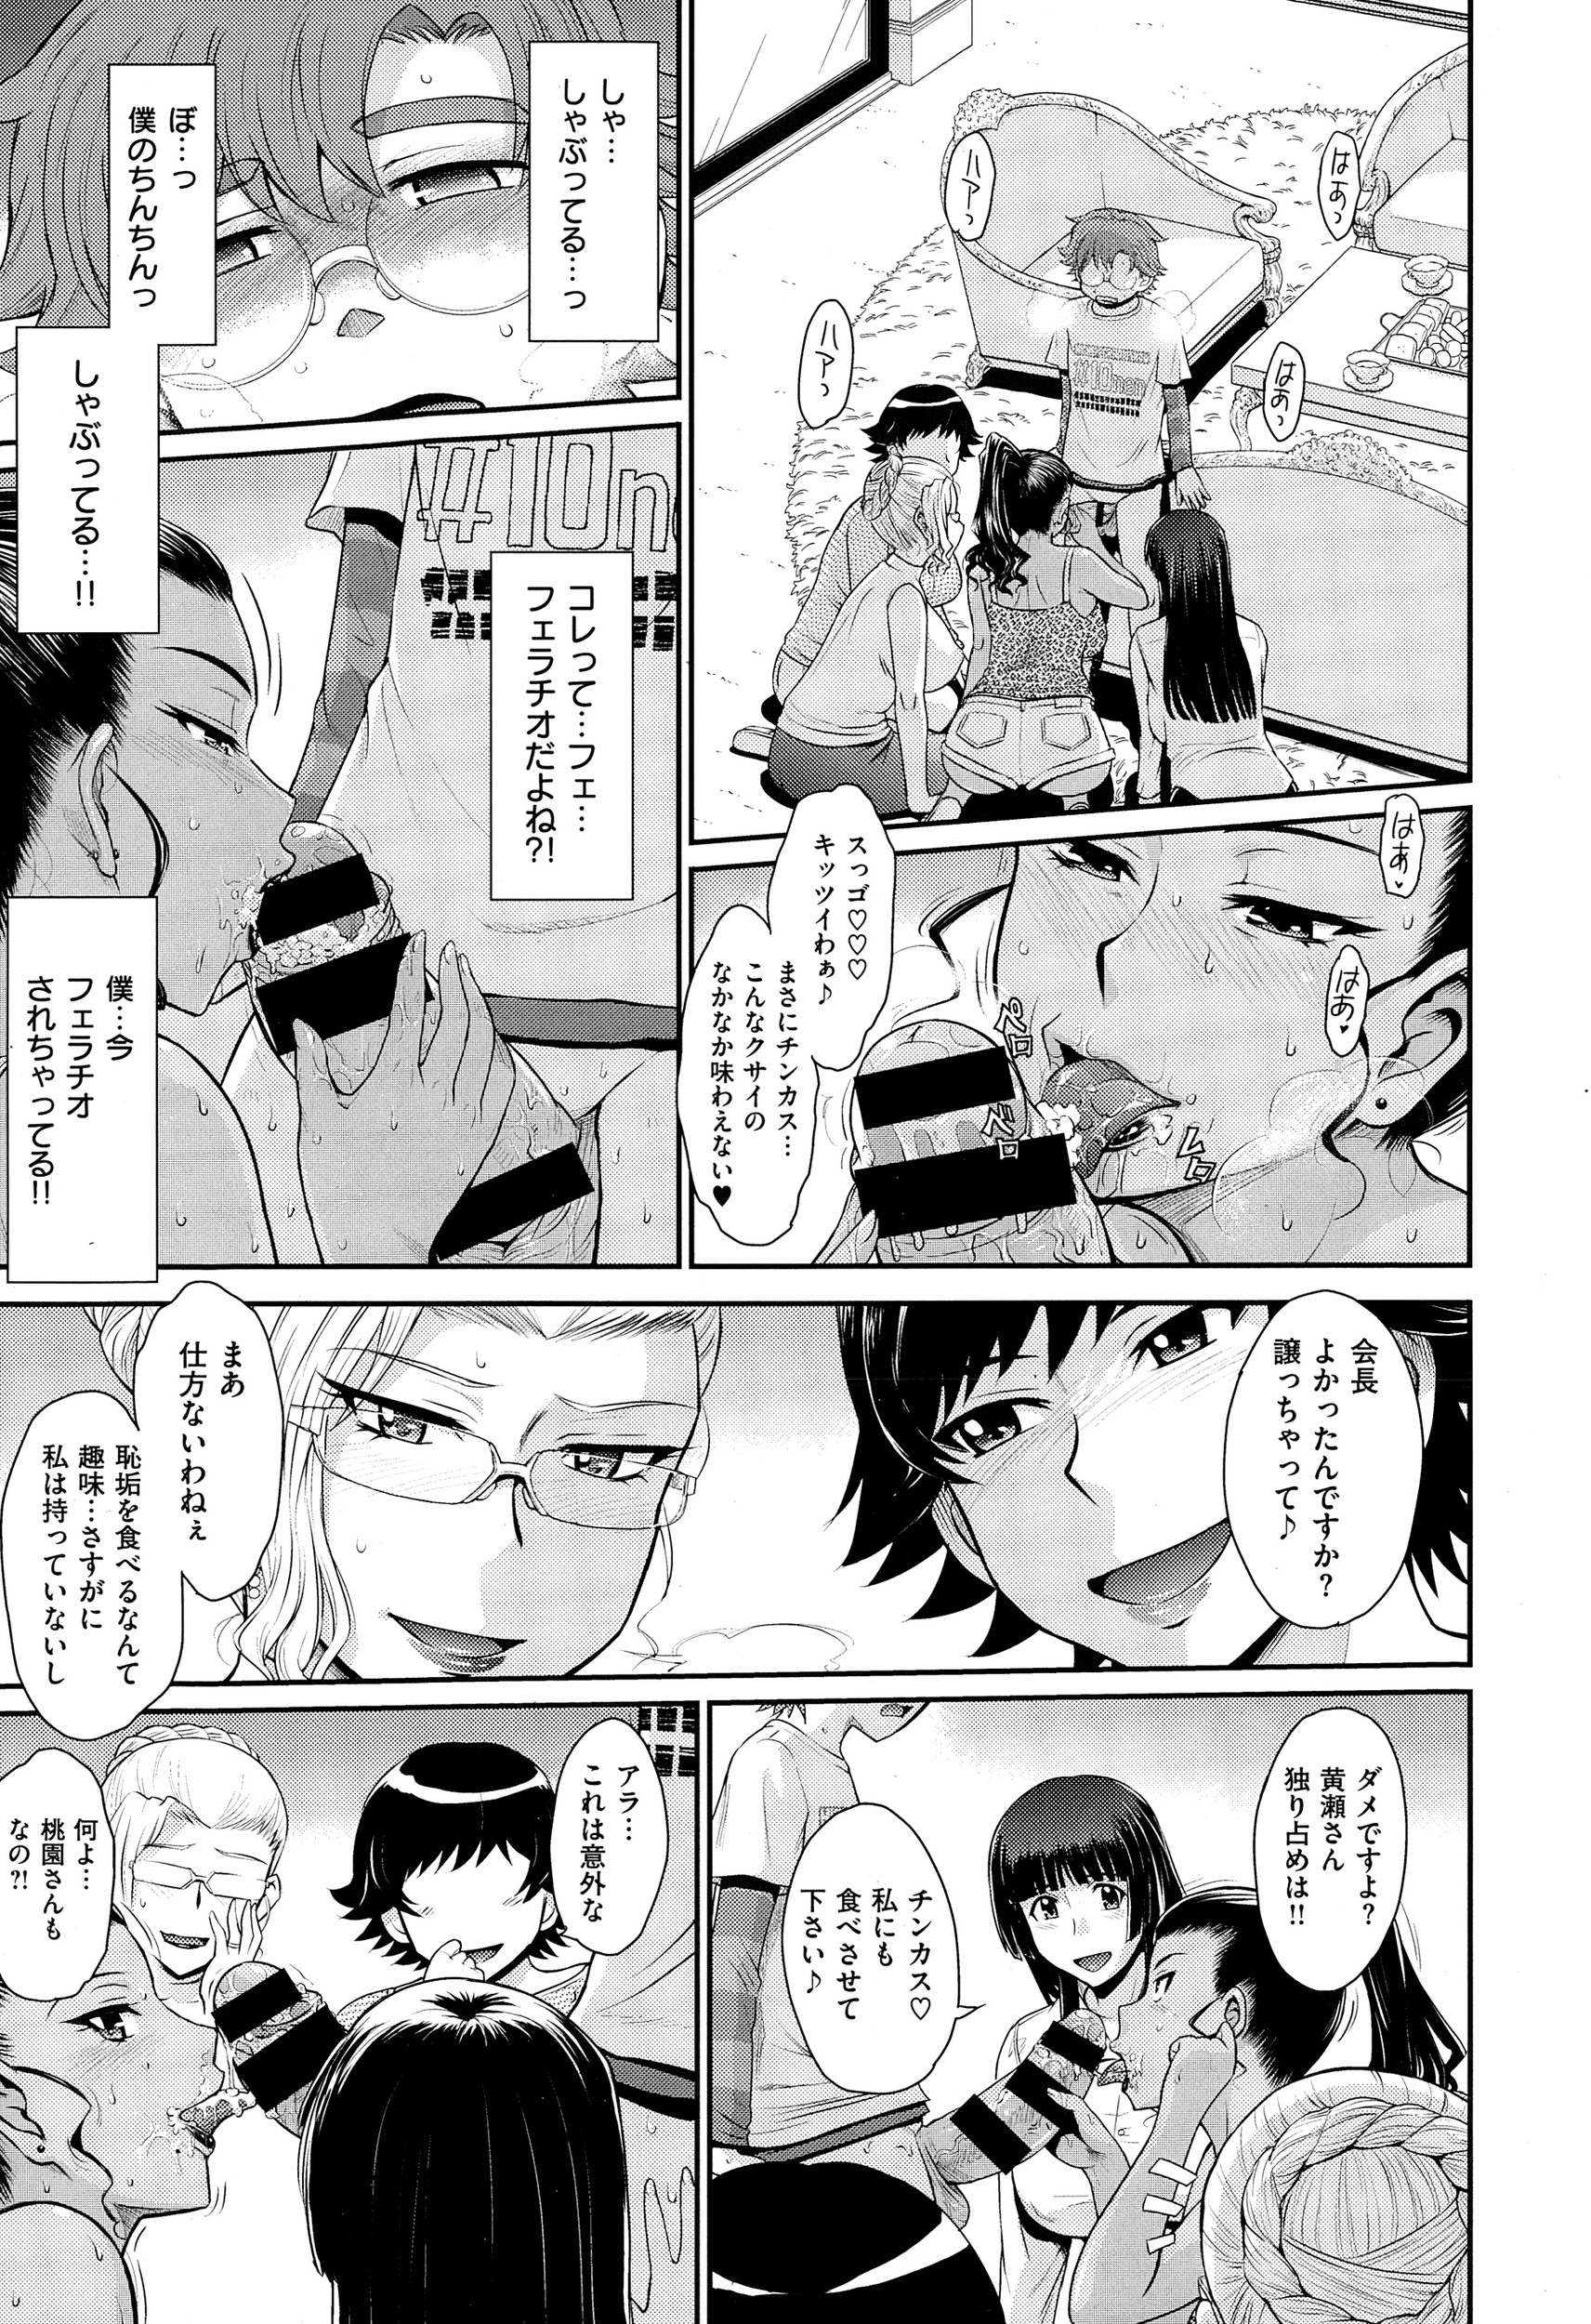 はあっ
ハアっ
はあっ
ハアっ
しゃ…
しゃぶってる…っ
ぼ…っ
僕のちんちんっ
しゃぶってる…!!
はあ♥
はあ♥
ペロ
ベロ
ムロ
スっゴ♡♡♡
キッツイわぁ♪
まさにチンカス…
こんなクサイの
なかなか味わえない♥
#10nen
コレって…フェ…
フェラチオだよね?!
僕…今
フェラチオ
されちゃってる!!
会長
よかったんですか?
譲っちゃって♪
まあ
仕方ないわねぇ
恥垢を食べるなんて
趣味…さすがに
私は持っていないし
ダメですよ?
黄瀬さん
独り占めは!!
チンカス♡
私にも
食べさせて
下さい♪
アラ…
これは意外な
何よ…
桃園さんも
なの?!